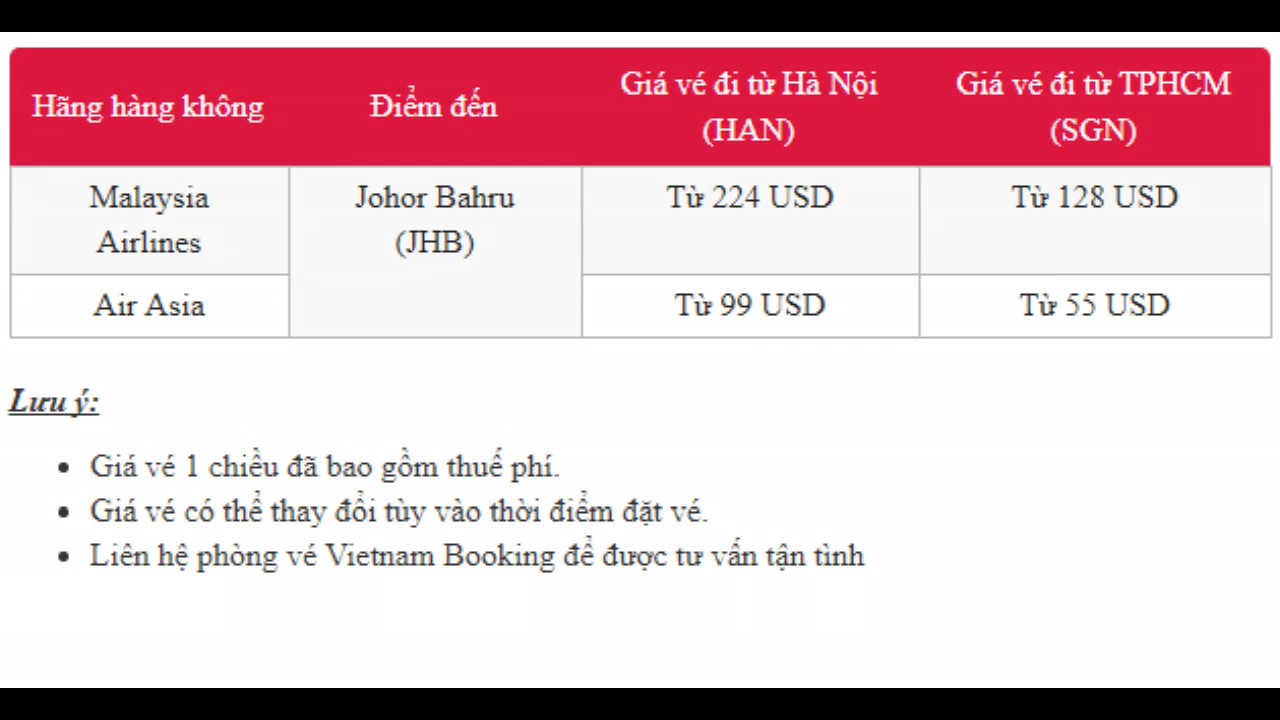 Hãng hàng không
Điểm đến
Giá vé đi từ Hà Nội
(HAN)
Giá vé đi từ TPHCM
(SGN)
Malaysia
Airlines
Johor Bahru
(JHB)
Từ 224 USD
Từ 128 USD
Air Asia
Từ 99 USD
Từ 55 USD
Lưu ý:
• Giá vé 1 chiều đã bao gồm thuế phí.
• Giá vé có thể thay đổi tùy vào thời điểm đặt vé.
• Liên hệ phòng vé Vietnam Booking để được tư vấn tận tình